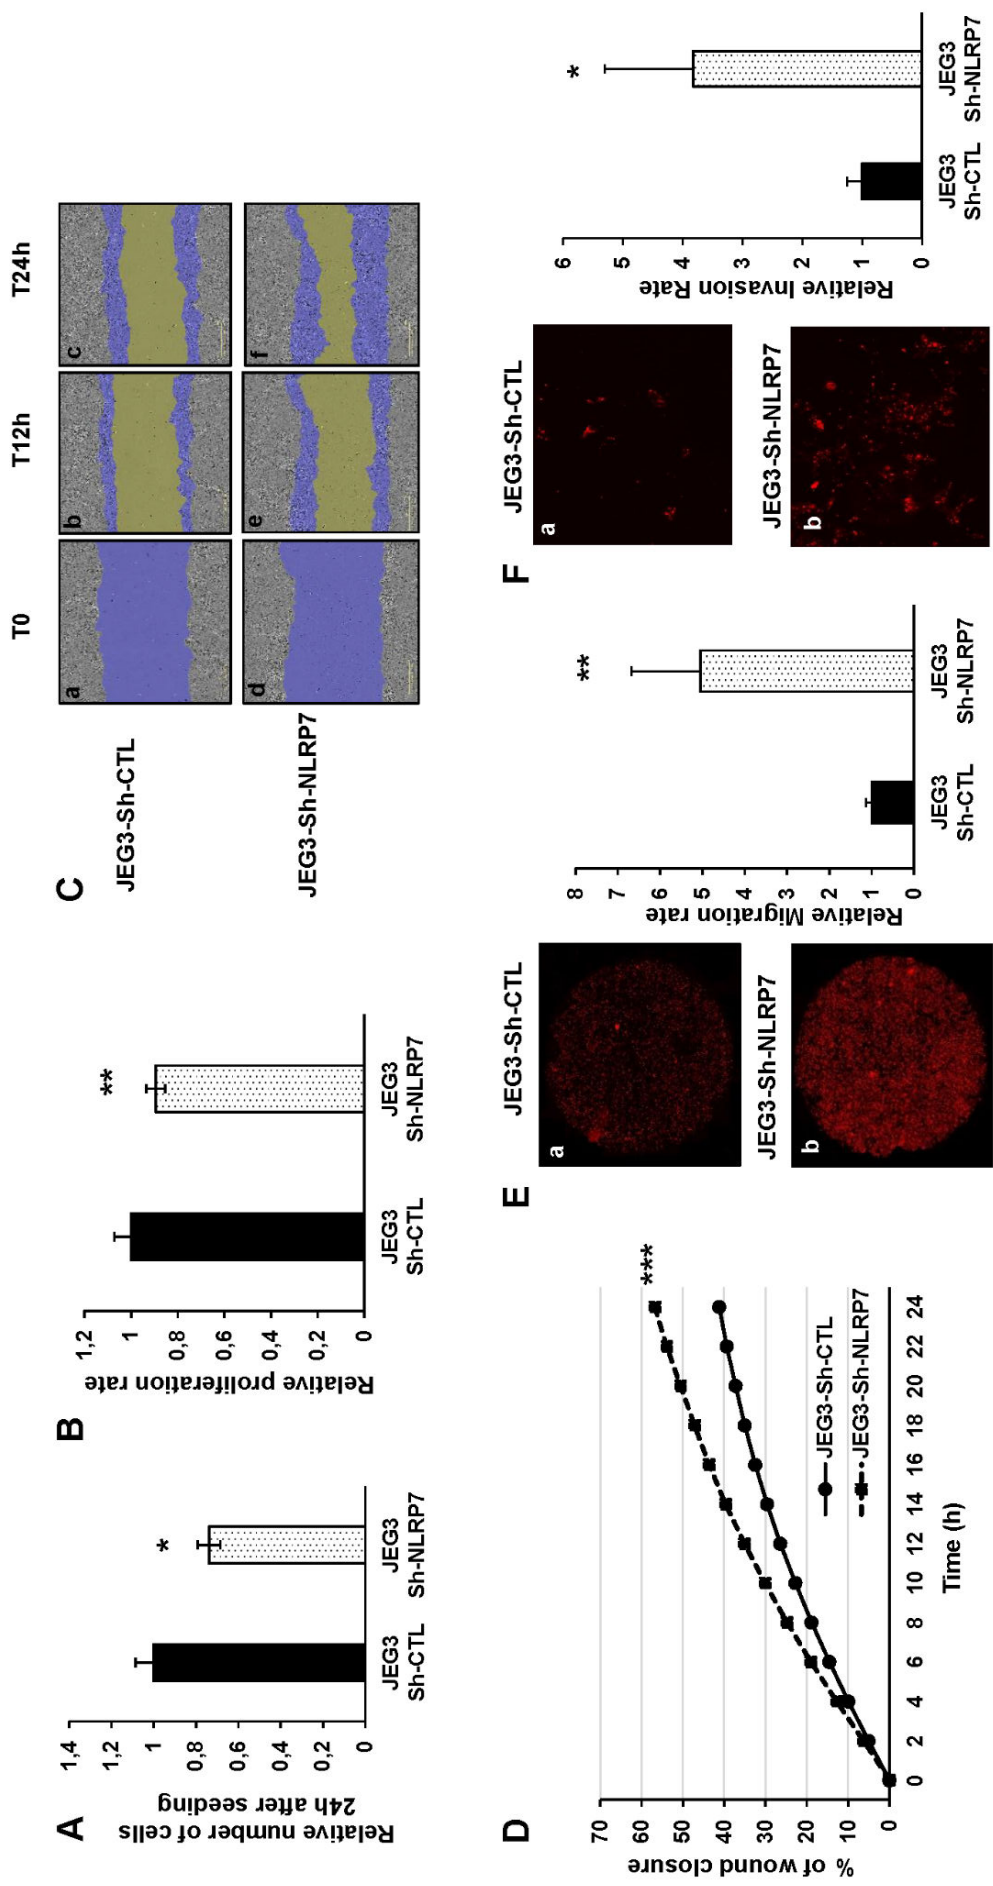 A
Relative number of cells
24h after seeding
1,4
1,2
1
0,8
0,6
0,4
0,2
0
*
JEG3
Sh-CTL
JEG3
Sh-NLRP7
B
Relative proliferation rate
1,2
1
0,8
0,6
0,4
0,2
0
**
JEG3
Sh-CTL
JEG3
Sh-NLRP7
C
T0
T12h
T24h
JEG3-Sh-CTL
a
b
c
JEG3-Sh-NLRP7
d
e
f
D
% of wound closure
70
60
50
40
30
20
10
0
***
JEG3-Sh-CTL
JEG3-Sh-NLRP7
0 2 4 6 8 10 12 14 16 18 20 22 24
Time (h)
E
JEG3-Sh-CTL
a
JEG3-Sh-NLRP7
b
Relative Migration rate
8
7
6
5
4
3
2
1
0
**
JEG3
Sh-CTL
JEG3
Sh-NLRP7
F
JEG3-Sh-CTL
a
JEG3-Sh-NLRP7
b
Relative Invasion Rate
6
5
4
3
2
1
0
*
JEG3
Sh-CTL
JEG3
Sh-NLRP7